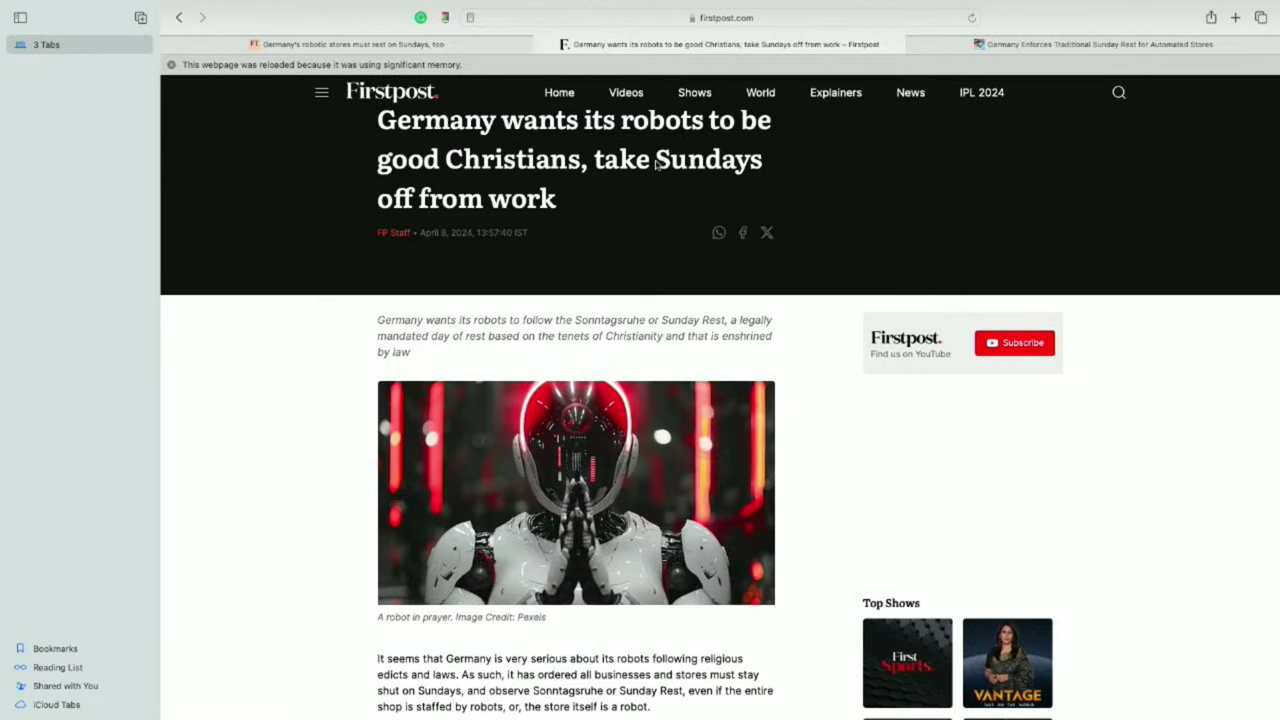 3 Tabs
firstpost.com
Germany's robotic stores must rest on Sundays, too
Germany wants its robots to be good Christians, take Sundays off from work – Firstpost
Germany Enforces Traditional Sunday Rest for Automated Stores
This webpage was reloaded because it was using significant memory.
Firstpost.
Home Videos Shows World Explainers News IPL 2024
Germany wants its robots to be
good Christians, take Sundays
off from work
FP Staff • April 8, 2024, 13:57:40 IST
Germany wants its robots to follow the Sonntagsruhe or Sunday Rest, a legally
mandated day of rest based on the tenets of Christianity and that is enshrined
by law
Firstpost.
Find us on YouTube
Subscribe
A robot in prayer. Image Credit: Pexels
It seems that Germany is very serious about its robots following religious
edicts and laws. As such, it has ordered all businesses and stores must stay
shut on Sundays, and observe Sonntagsruhe or Sunday Rest, even if the entire
shop is staffed by robots, or, the store itself is a robot.
Top Shows
First
Sports.
VANTAGE
TAKE ON THE WORLD
Bookmarks
Reading List
Shared with You
iCloud Tabs